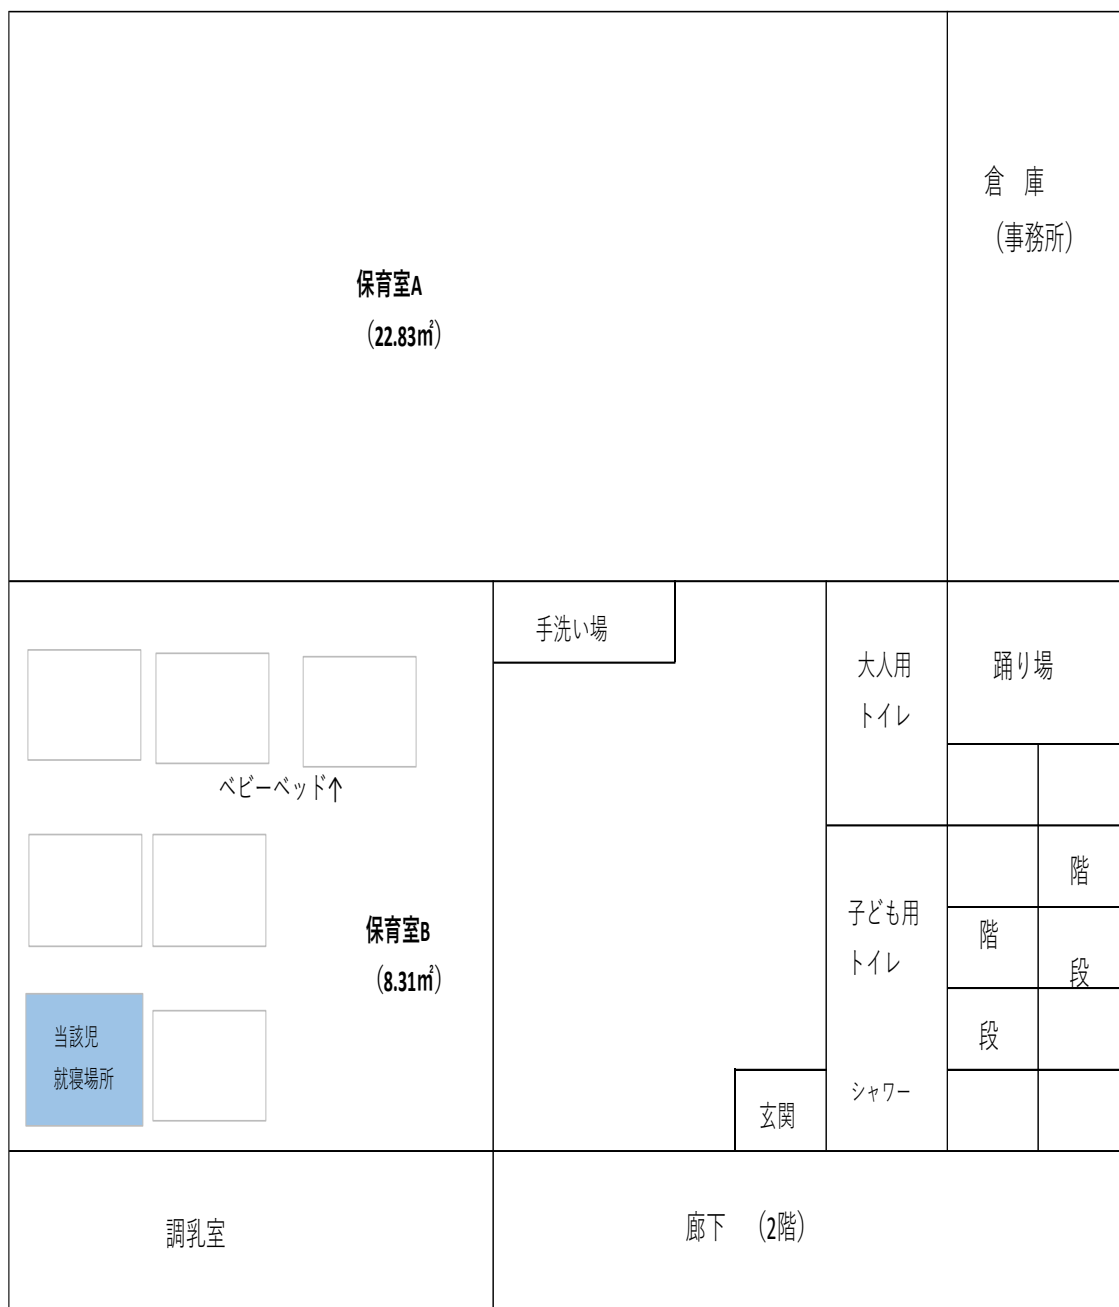 倉　庫
（事務所）
保育室A
（22.83㎡）
手洗い場
大人用
トイレ
踊り場
ベビーベッド↑
保育室B
（8.31㎡）
子ども用
トイレ
シャワー
階
段
階
段
当該児
就寝場所
玄関
調乳室
廊下　（2階）